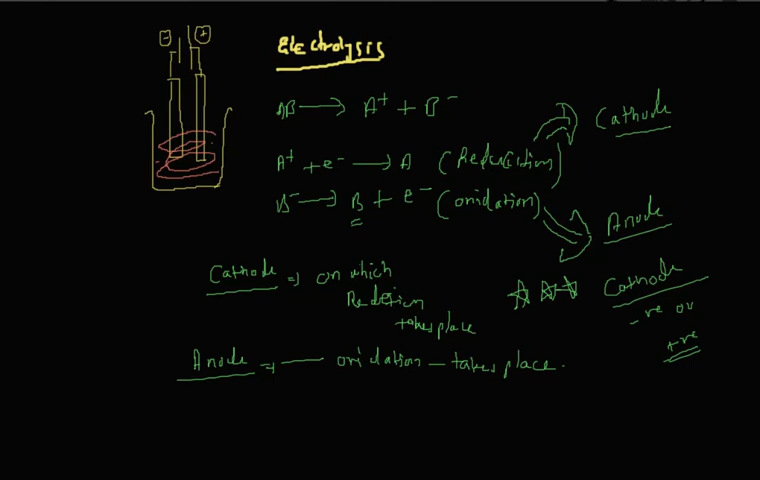 - +
Electrolysis
AB → A⁺ + B⁻
Cathode
A⁺ + e⁻ → A (Reduction)
B⁻ → B + e⁻ (oxidation)
Anode
Cathode ⇒ on which
Reduction
takes place
Cathode
-ve or
+ve
Anode ⇒ — oxidation — takes place.